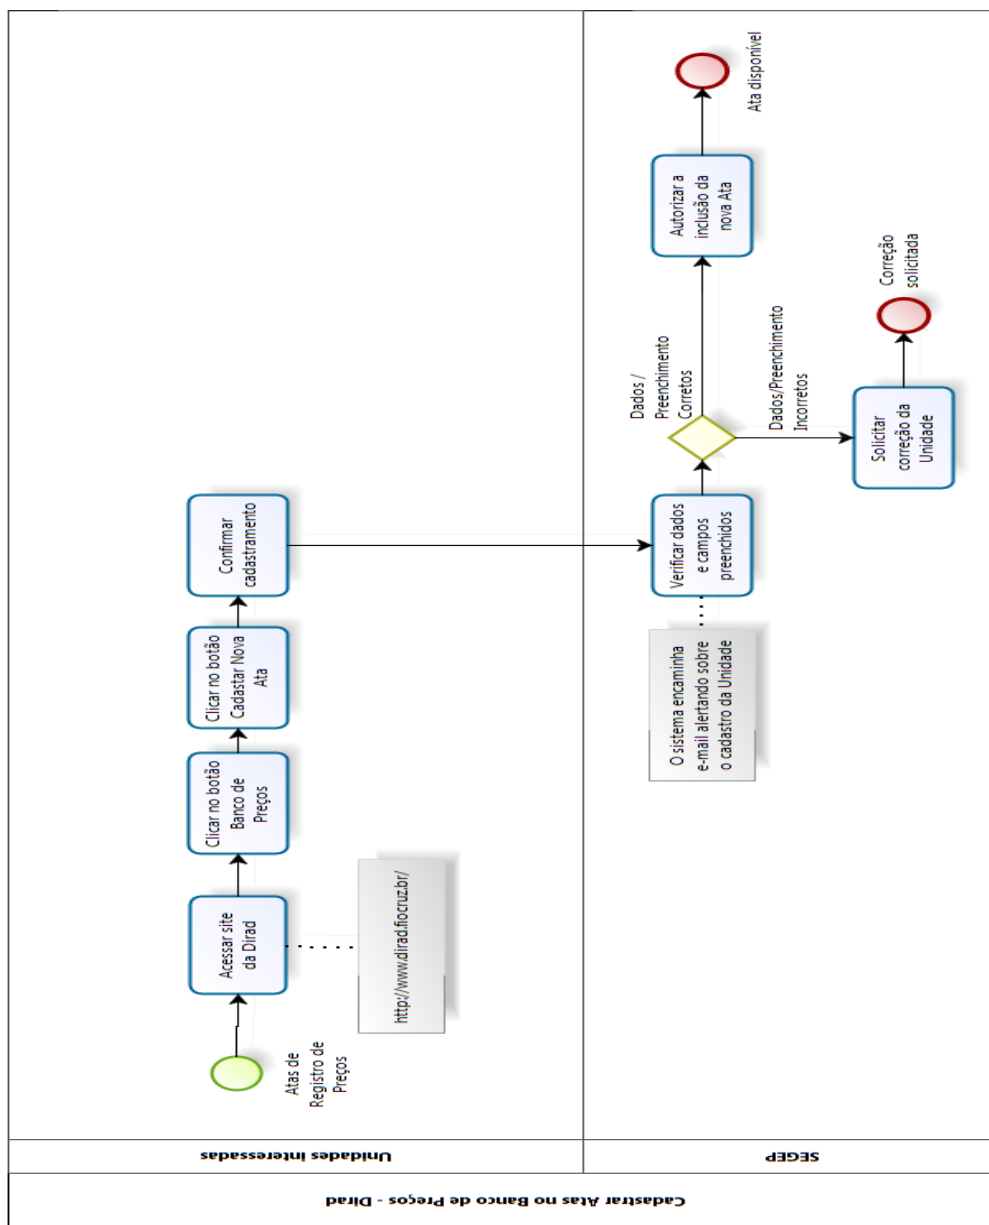 Cadastrar Atas no Banco de Preços - Dirad
Unidades interessadas
Atas de
Registro de
Preços
Acessar site
da Dirad
http://www.dirad.fiocruz.br/
Clicar no botão
Banco de
Preços
Clicar no botão
Cadastar Nova
Ata
Confirmar
cadastramento
SEGEP
O sistema encaminha
e-mail alertando sobre
o cadastro da Unidade
Verificar dados
e campos
preenchidos
Dados /
Preenchimento
Corretos
Dados/Preenchimento
Incorretos
Autorizar a
inclusão da
nova Ata
Ata disponível
Solicitar
correção da
Unidade
Correção
solicitada